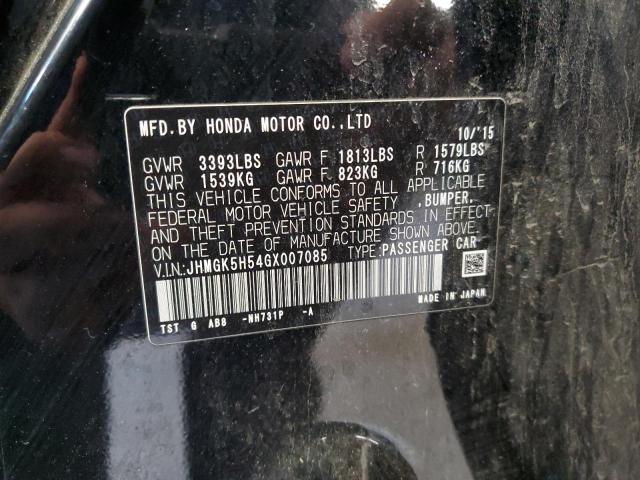 MFD.BY HONDA MOTOR CO.,LTD 10/'15
GVWR 3393LBS GAWR F 1813LBS R 1579LBS
GVWR 1539KG GAWR F 823KG R 716KG
THIS VEHICLE CONFORMS TO ALL APPLICABLE
FEDERAL MOTOR VEHICLE SAFETY ,BUMPER,
AND THEFT PREVENTION STANDARDS IN EFFECT
ON THE DATE OF MANUFACTURE SHOWN ABOVE.
V.I.N:JHMGK5H54GX007085 TYPE:PASSENGER CAR
TST G AB8 -NH731P -A MADE IN JAPAN